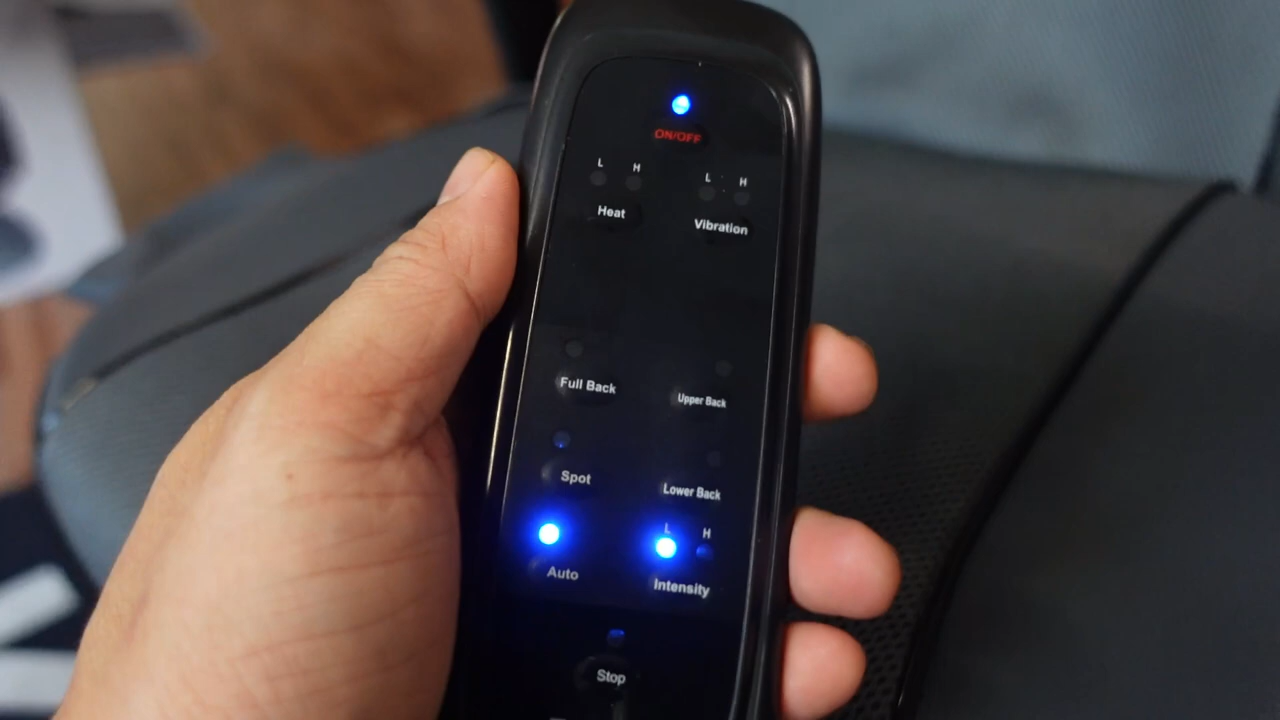 ON/OFF
L H L H
Heat Vibration
Full Back Upper Back
Spot Lower Back
L H
Auto Intensity
Stop